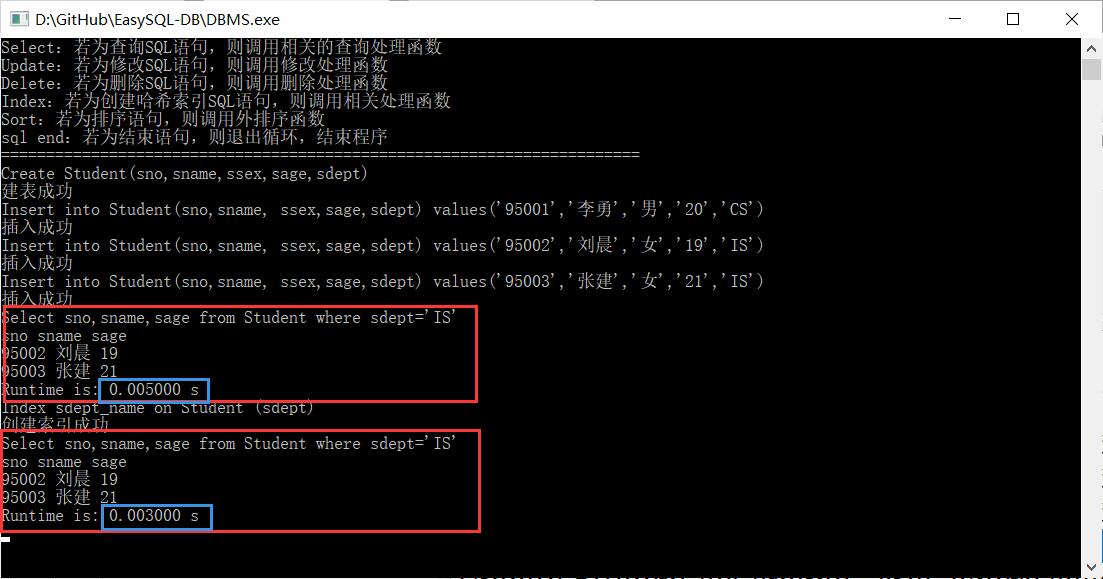 D:\GitHub\EasySQL-DB\DBMS.exe
Select: 若为查询SQL语句，则调用相关的查询处理函数
Update: 若为修改SQL语句，则调用修改处理函数
Delete: 若为删除SQL语句，则调用删除处理函数
Index: 若为创建哈希索引SQL语句，则调用相关处理函数
Sort: 若为排序语句，则调用外排序函数
sql end: 若为结束语句，则退出循环，结束程序
=======================================================================
Create Student(sno,sname,ssex,sage,sdept)
建表成功
Insert into Student(sno,sname, ssex,sage,sdept) values('95001','李勇','男','20','CS')
插入成功
Insert into Student(sno,sname, ssex,sage,sdept) values('95002','刘晨','女','19','IS')
插入成功
Insert into Student(sno,sname, ssex,sage,sdept) values('95003','张建','女','21','IS')
插入成功
Select sno,sname,sage from Student where sdept='IS'
sno sname sage
95002 刘晨 19
95003 张建 21
Runtime is: 0.005000 s
Index sdept_name on Student (sdept)
创建索引成功
Select sno,sname,sage from Student where sdept='IS'
sno sname sage
95002 刘晨 19
95003 张建 21
Runtime is: 0.003000 s